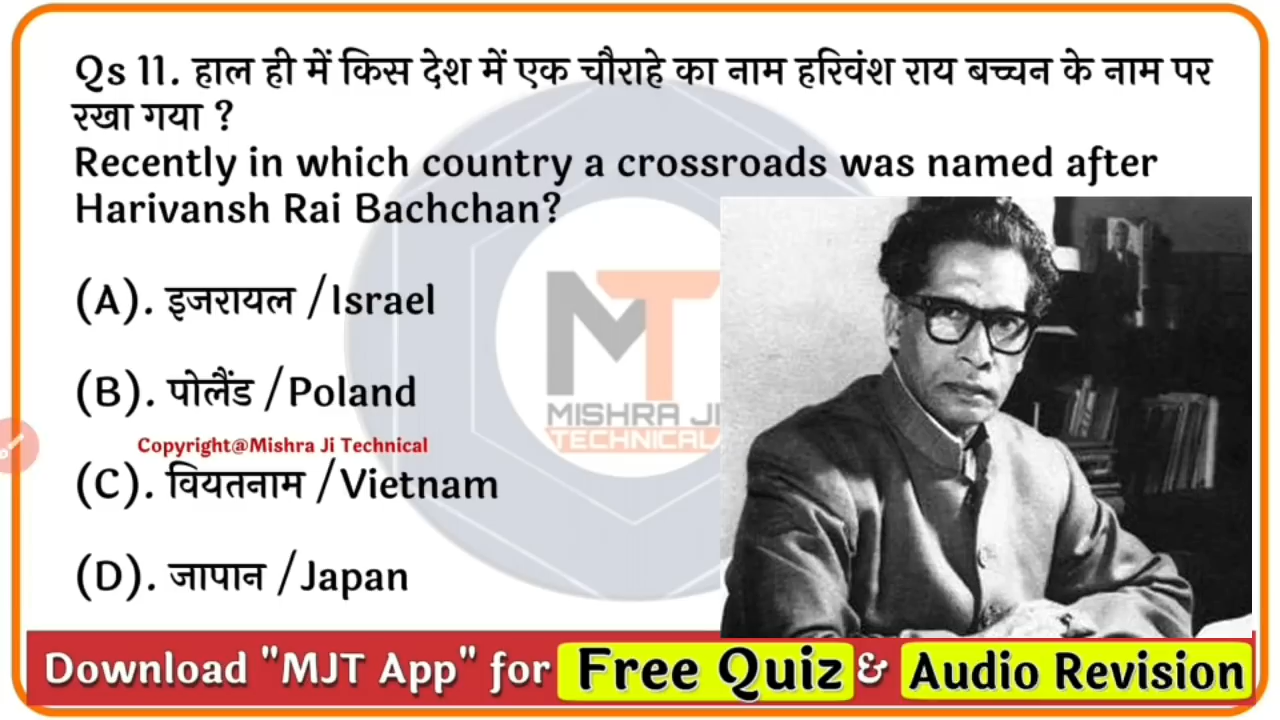 Qs 11. हाल ही में किस देश में एक चौराहे का नाम हरिवंश राय बच्चन के नाम पर
रखा गया ?
Recently in which country a crossroads was named after
Harivansh Rai Bachchan?
(A). इजरायल /Israel
(B). पोलैंड /Poland
Copyright@Mishra Ji Technical
(C). वियतनाम /Vietnam
(D). जापान /Japan
MT
MISHRA JI
TECHNICAL
Download "MJT App" for Free Quiz & Audio Revision